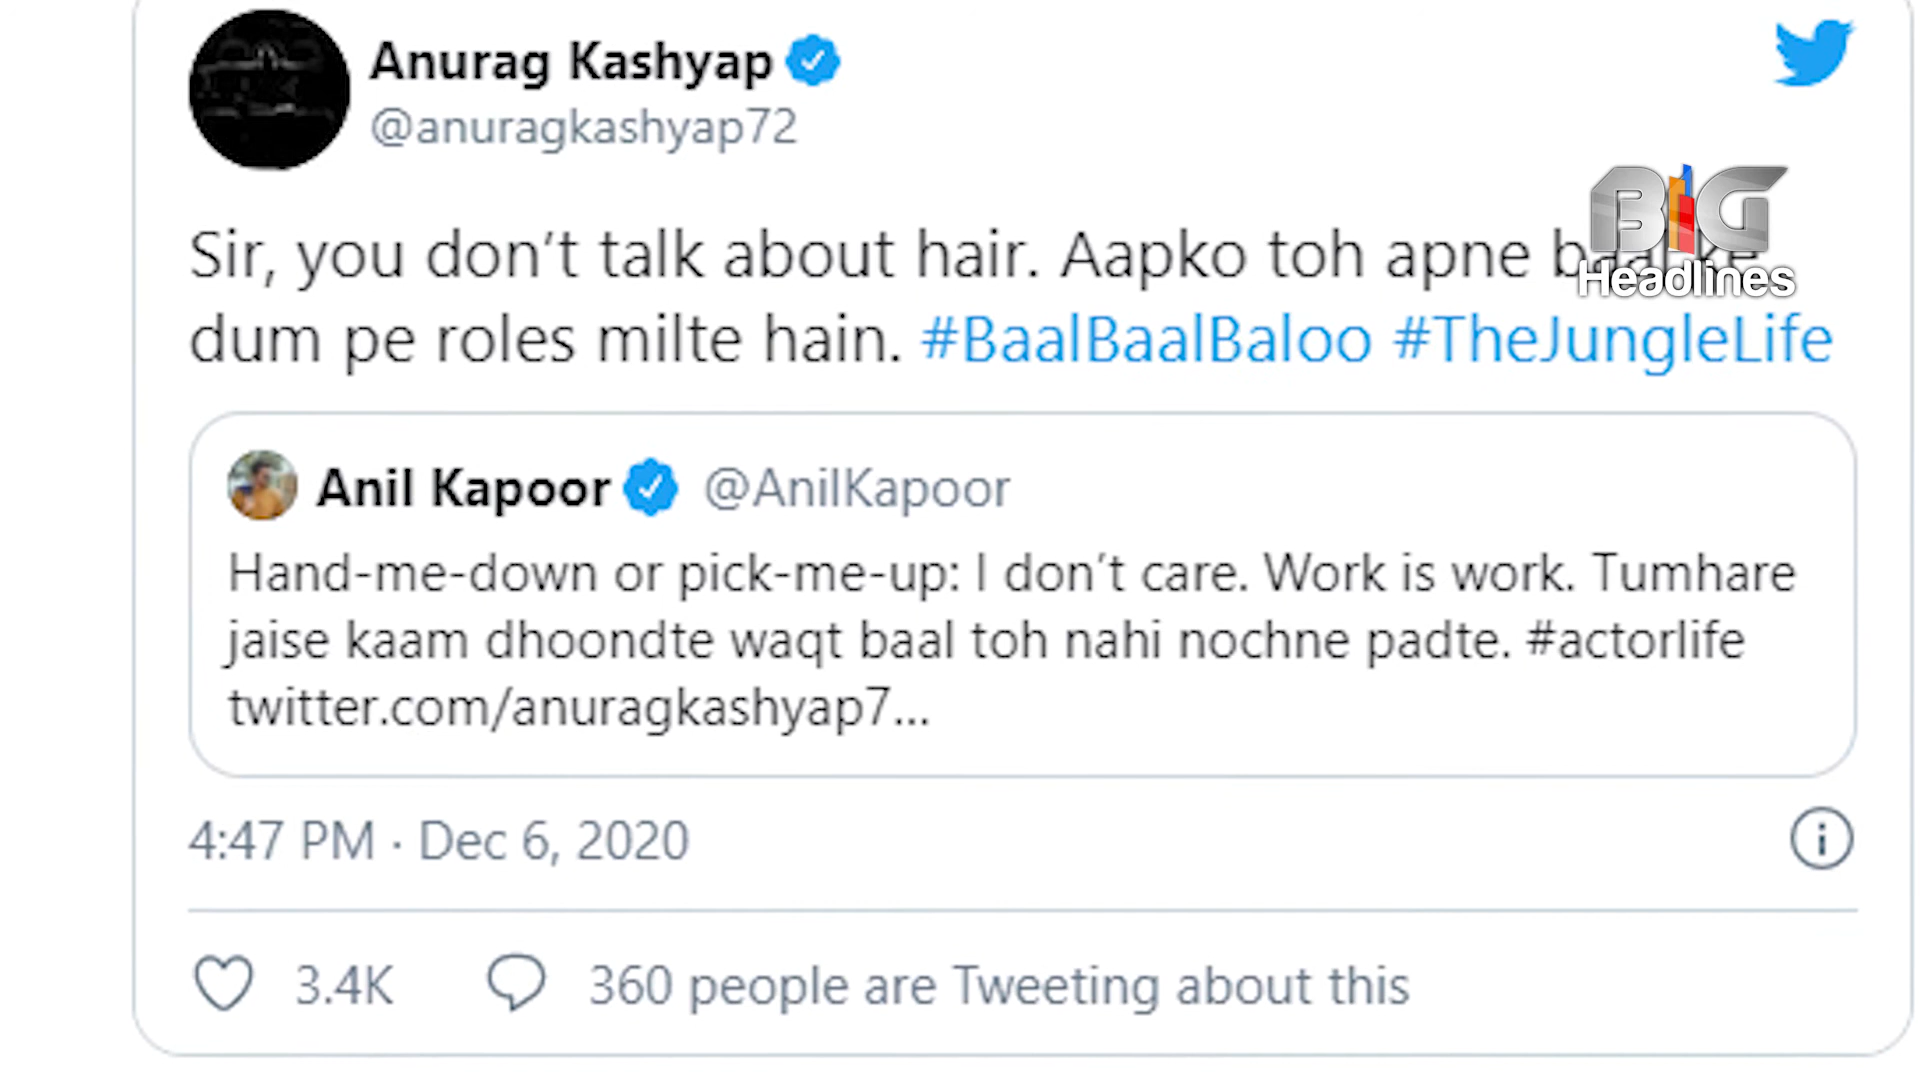 Anurag Kashyap
@anuragkashyap72
BIG
Headlines
Sir, you don't talk about hair. Aapko toh apne
dum pe roles milte hain. #BaalBaalBaloo #TheJungleLife
Anil Kapoor @AnilKapoor
Hand-me-down or pick-me-up: I don't care. Work is work. Tumhare
jaise kaam dhoondte waqt baal toh nahi nochne padte. #actorlife
twitter.com/anuragkashyap7...
4:47 PM · Dec 6, 2020
3.4K 360 people are Tweeting about this